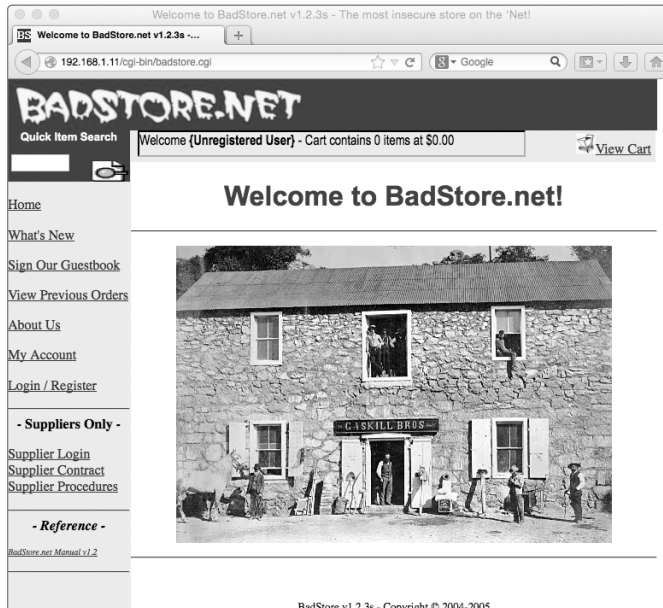 Welcome to BadStore.net v1.2.3s - The most insecure store on the 'Net!
BS Welcome to BadStore.net v1.2.3s -...
192.168.1.11/cgi-bin/badstore.cgi
Google
BADSTORE.NET
Quick Item Search
Welcome {Unregistered User} - Cart contains 0 items at $0.00
View Cart
Home
What's New
Sign Our Guestbook
View Previous Orders
About Us
My Account
Login / Register
- Suppliers Only -
Supplier Login
Supplier Contract
Supplier Procedures
- Reference -
BadStore.net Manual v1.2
Welcome to BadStore.net!
GASKILL BROS
BadStore v1.2.3s - Copyright © 2004-2005